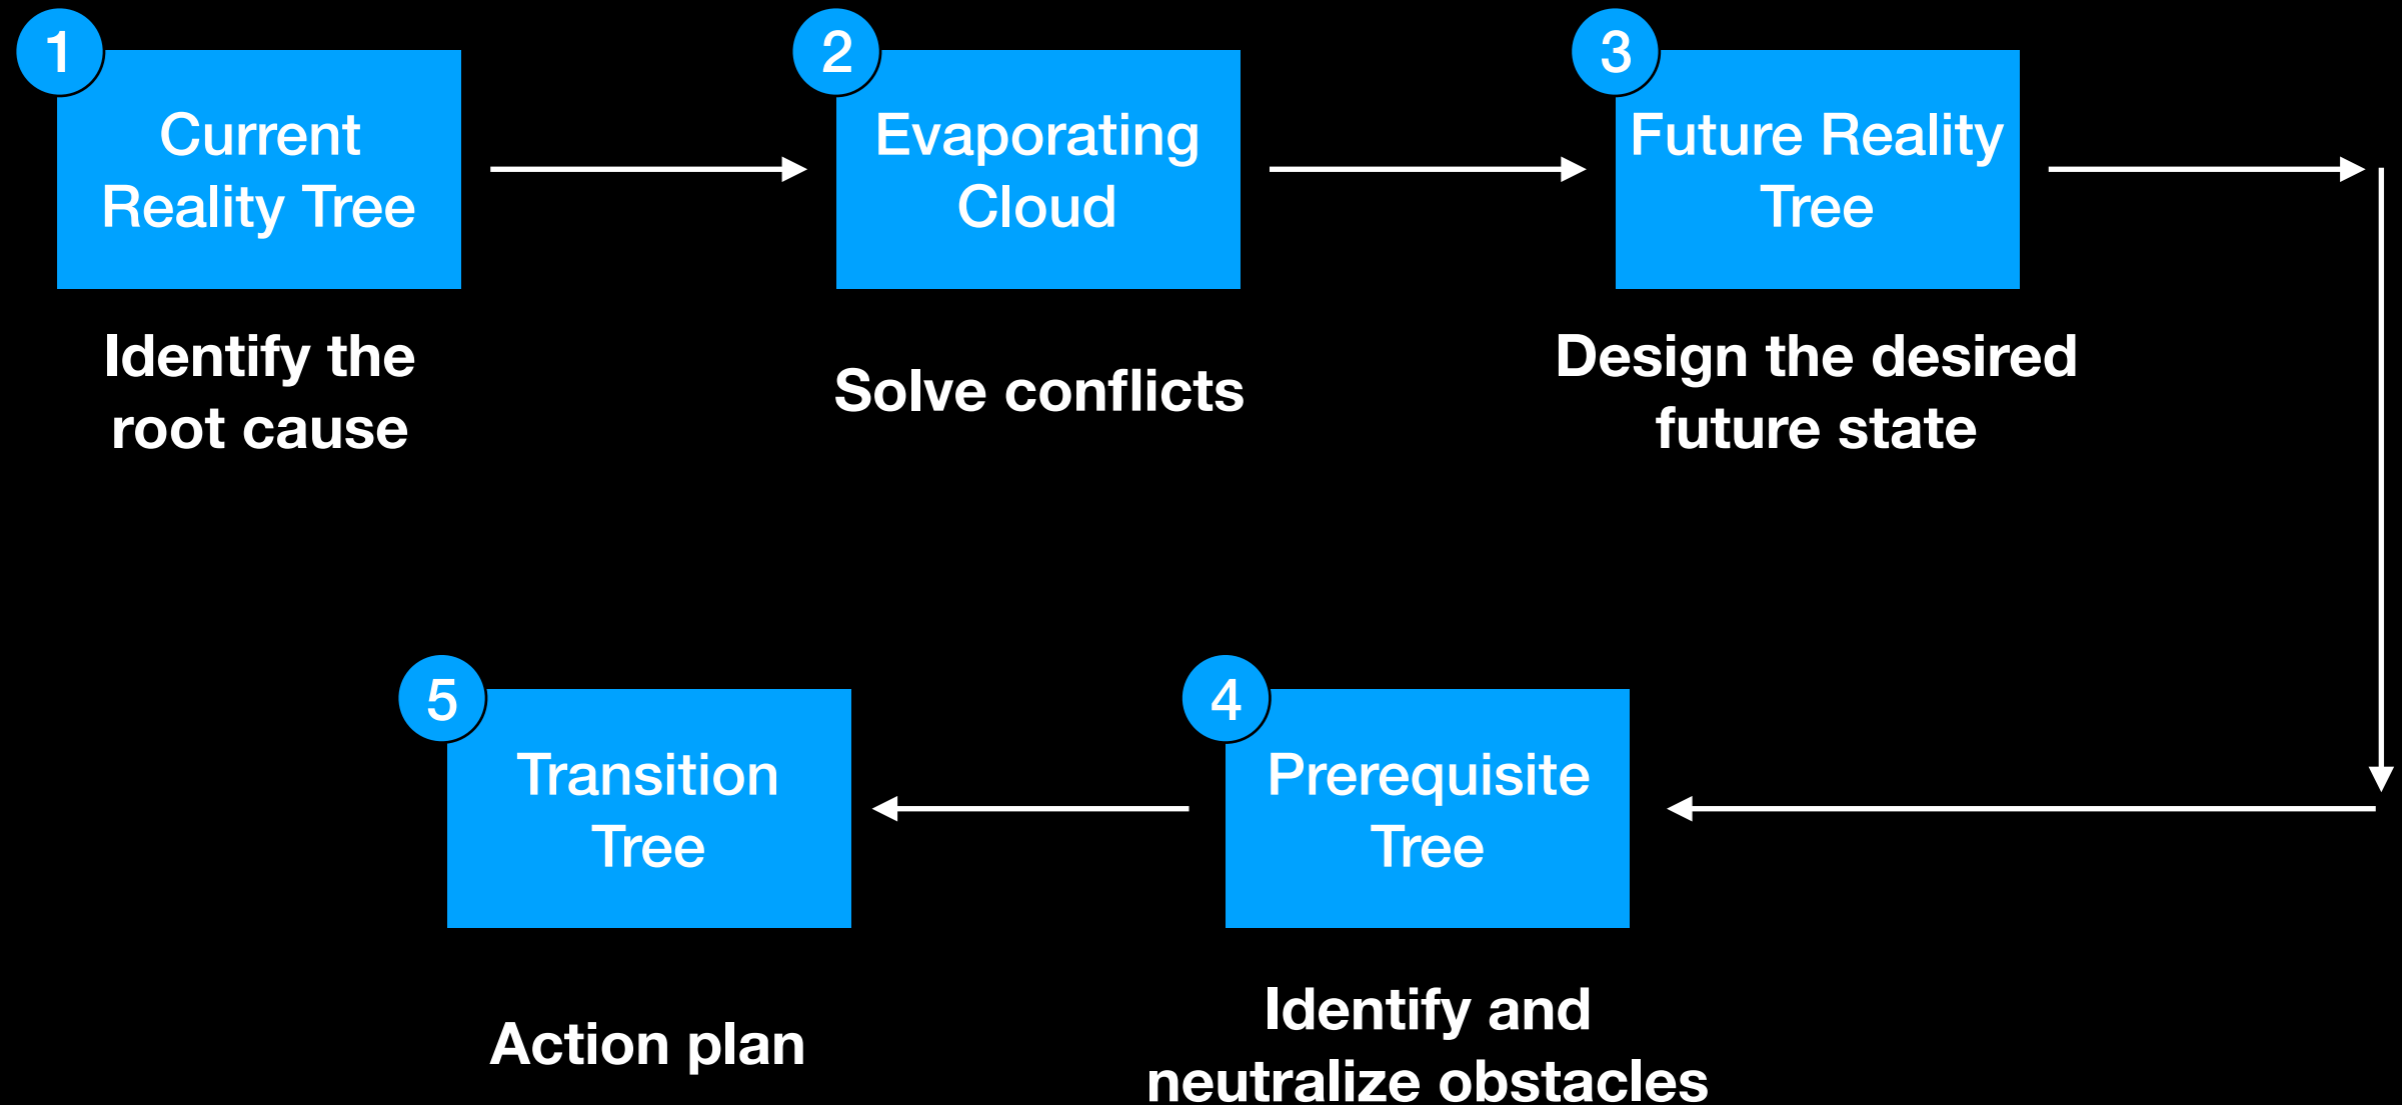 1
Current
Reality Tree
Identify the
root cause
2
Evaporating
Cloud
Solve conflicts
3
Future Reality
Tree
Design the desired
future state
4
Prerequisite
Tree
Identify and
neutralize obstacles
5
Transition
Tree
Action plan